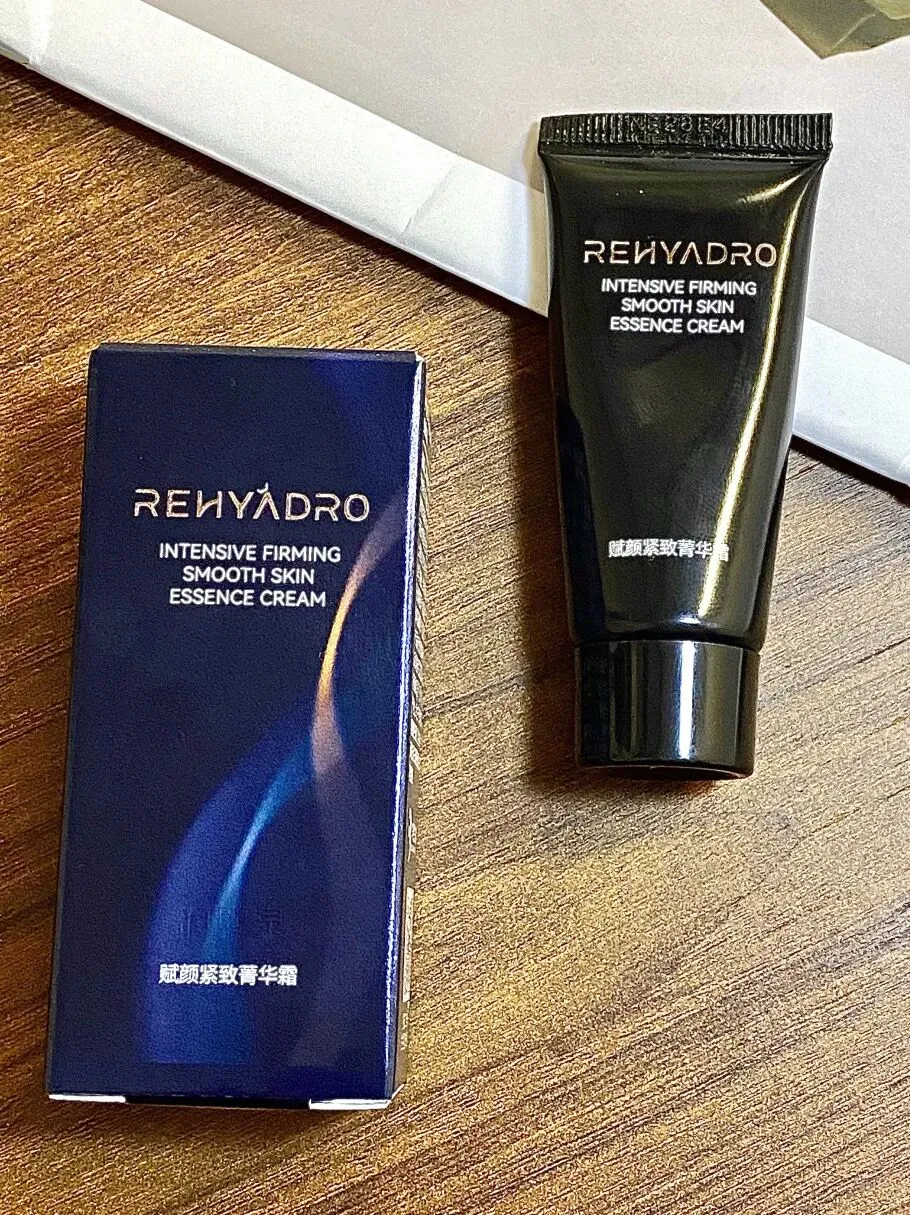 REHYADRO
INTENSIVE FIRMING
SMOOTH SKIN
ESSENCE CREAM
赋颜紧致菁华霜
REHYADRO
INTENSIVE FIRMING
SMOOTH SKIN
ESSENCE CREAM
赋颜紧致菁华霜